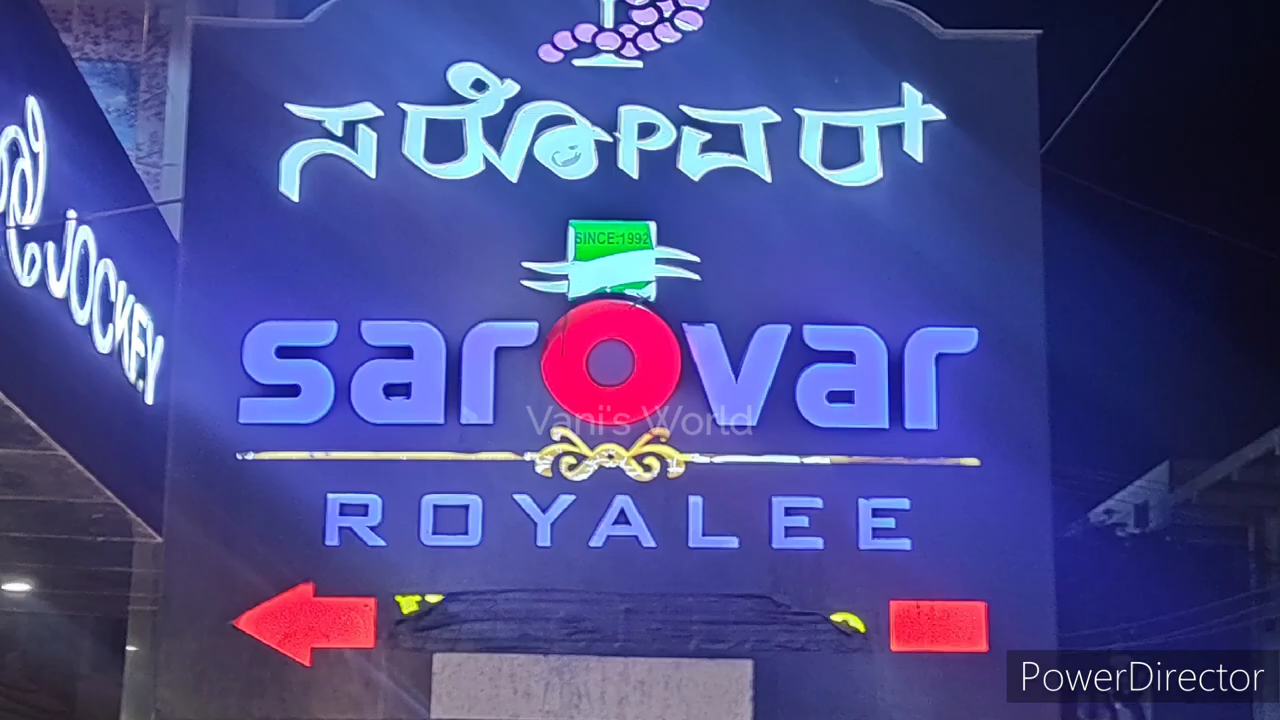 ಸರೋವರ್
SINCE:1992
sarovar
Vani's World
ROYALEE
JOCKEY
PowerDirector